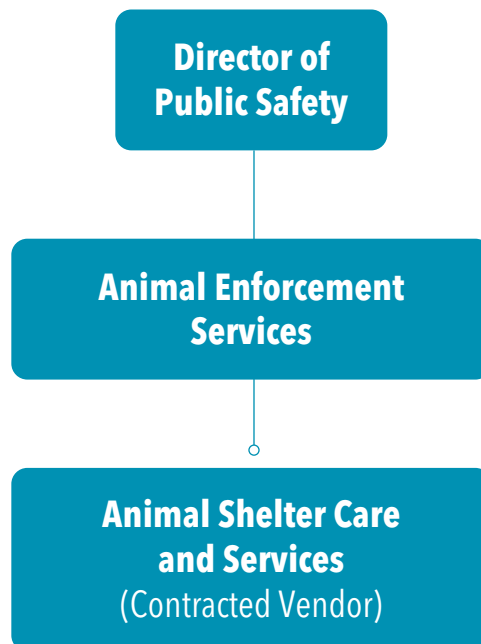 Director of
Public Safety
Animal Enforcement
Services
Animal Shelter Care
and Services
(Contracted Vendor)